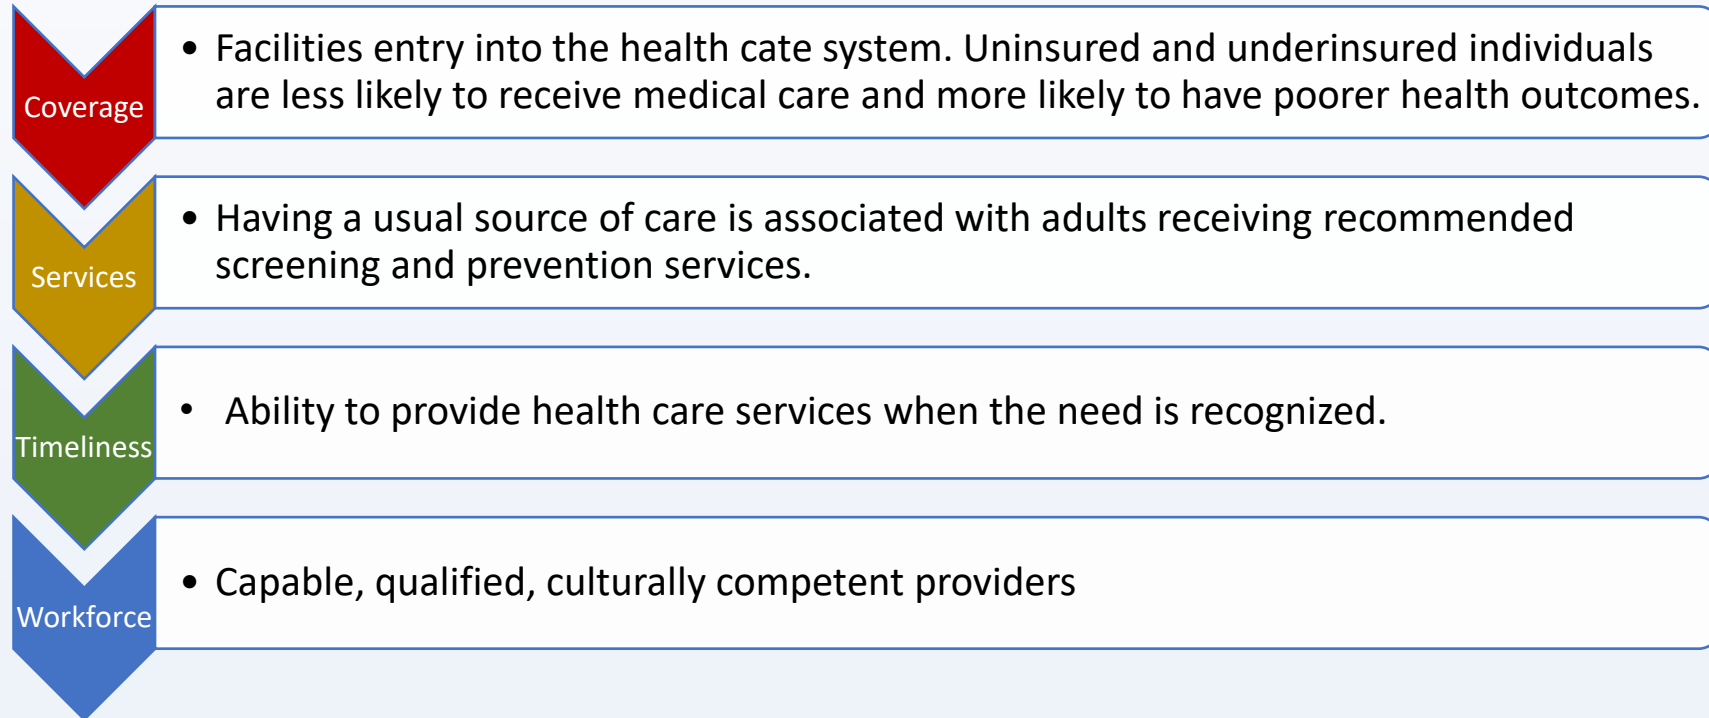 Coverage
• Facilities entry into the health cate system. Uninsured and underinsured individuals
are less likely to receive medical care and more likely to have poorer health outcomes.
Services
• Having a usual source of care is associated with adults receiving recommended
screening and prevention services.
Timeliness
• Ability to provide health care services when the need is recognized.
Workforce
• Capable, qualified, culturally competent providers